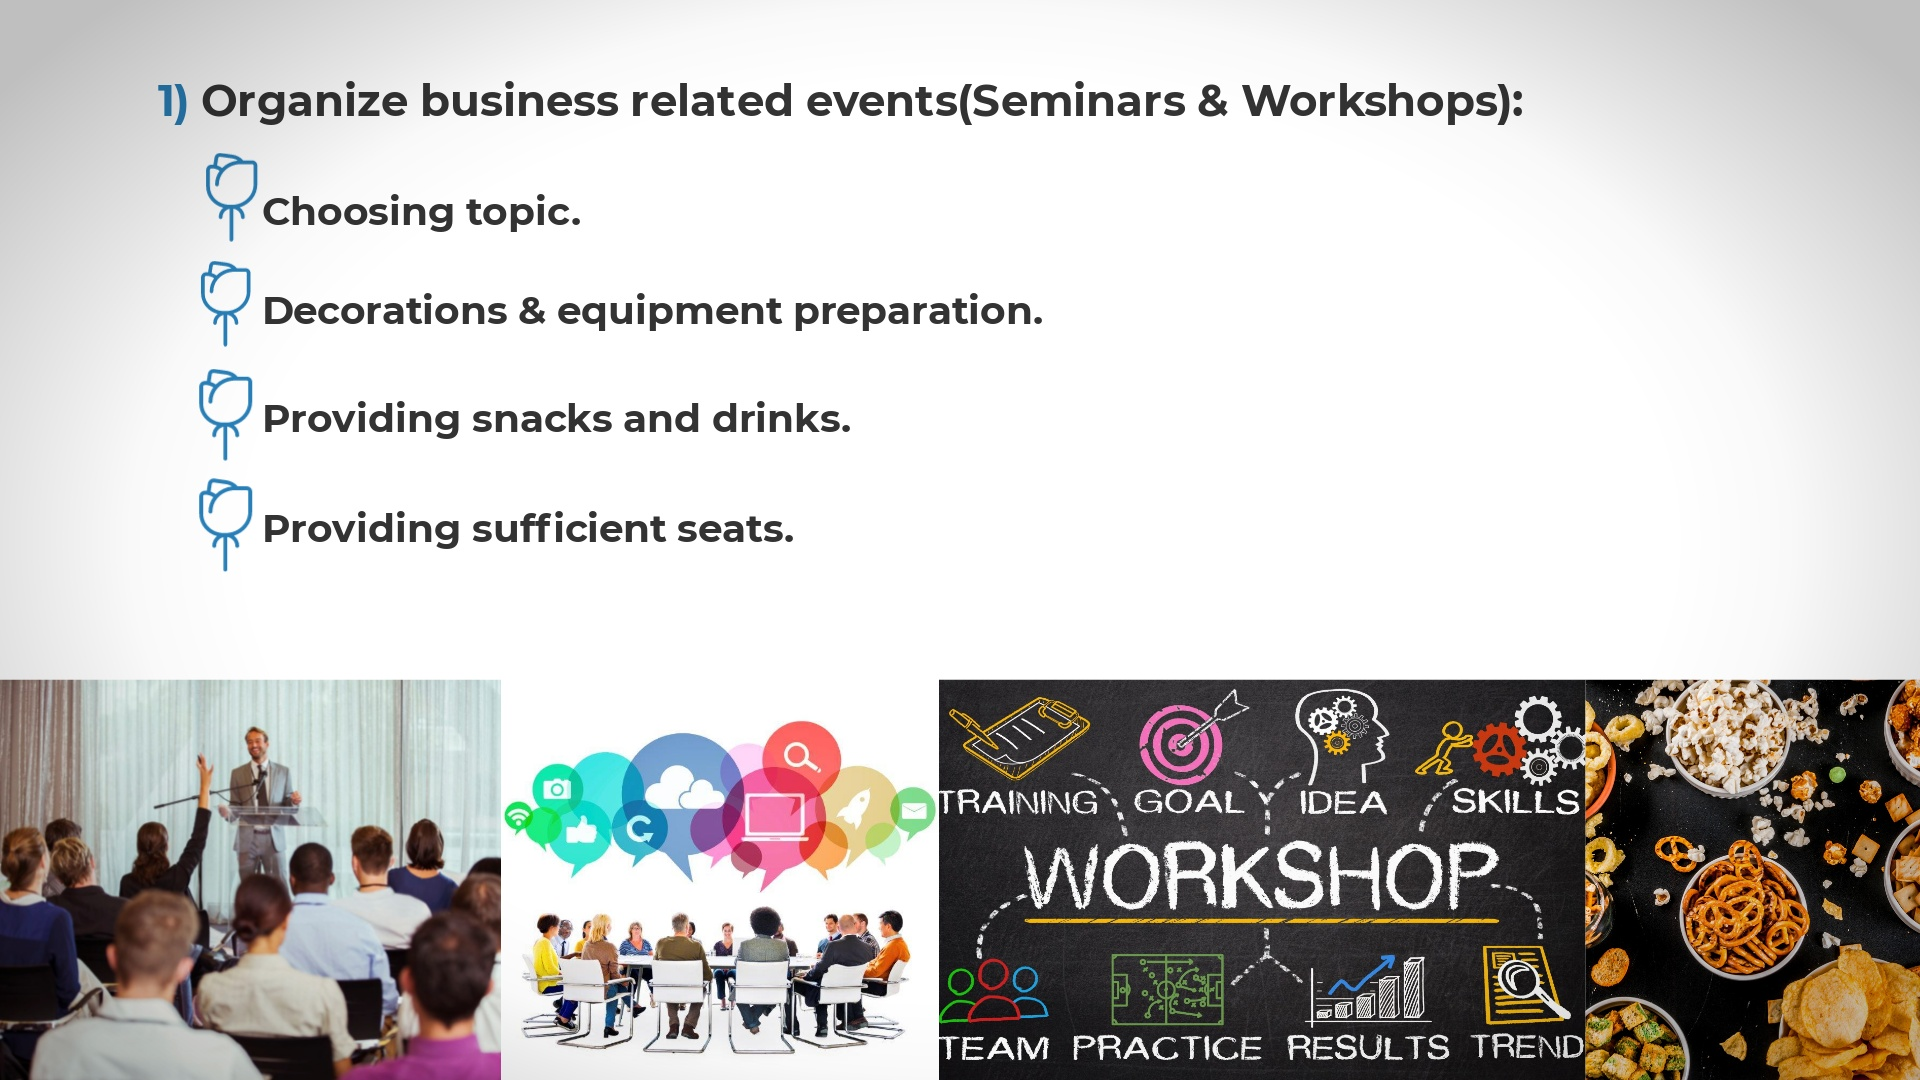 1) Organize business related events(Seminars & Workshops):
Choosing topic.
Decorations & equipment preparation.
Providing snacks and drinks.
Providing sufficient seats.
TRAINING GOAL IDEA SKILLS
WORKSHOP
TEAM PRACTICE RESULTS TREND